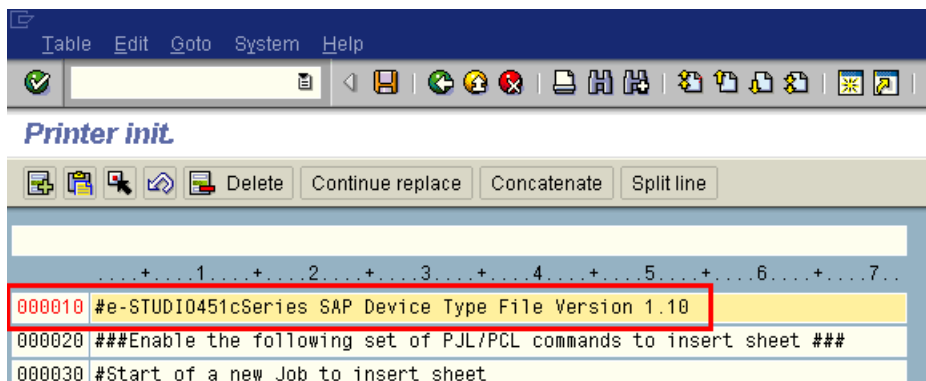 Table Edit Goto System Help
Printer init.
Delete Continue replace Concatenate Split line
....+....1....+....2....+....3....+....4....+....5....+....6....+....7..
000010 #e-STUDIO451cSeries SAP Device Type File Version 1.10
000020 ###Enable the following set of PJL/PCL commands to insert sheet ###
000030 #Start of a new Job to insert sheet